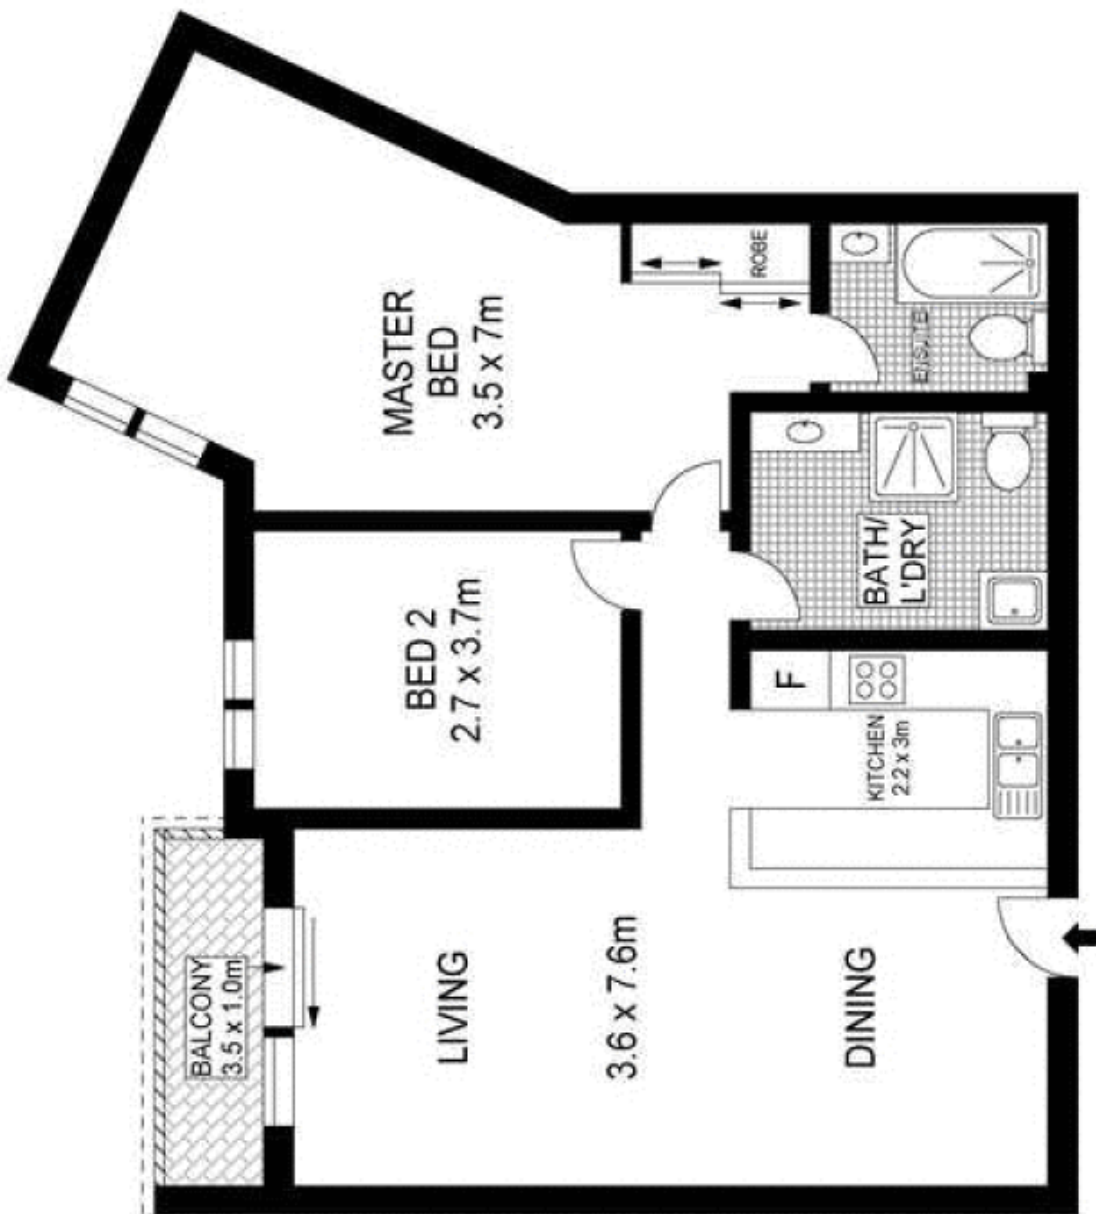 MASTER
BED
3.5 x 7m
ROBE
ENSUITE
BED 2
2.7 x 3.7m
BATH/
L'DRY
F
KITCHEN
2.2 x 3m
BALCONY
3.5 x 1.0m
LIVING
3.6 x 7.6m
DINING